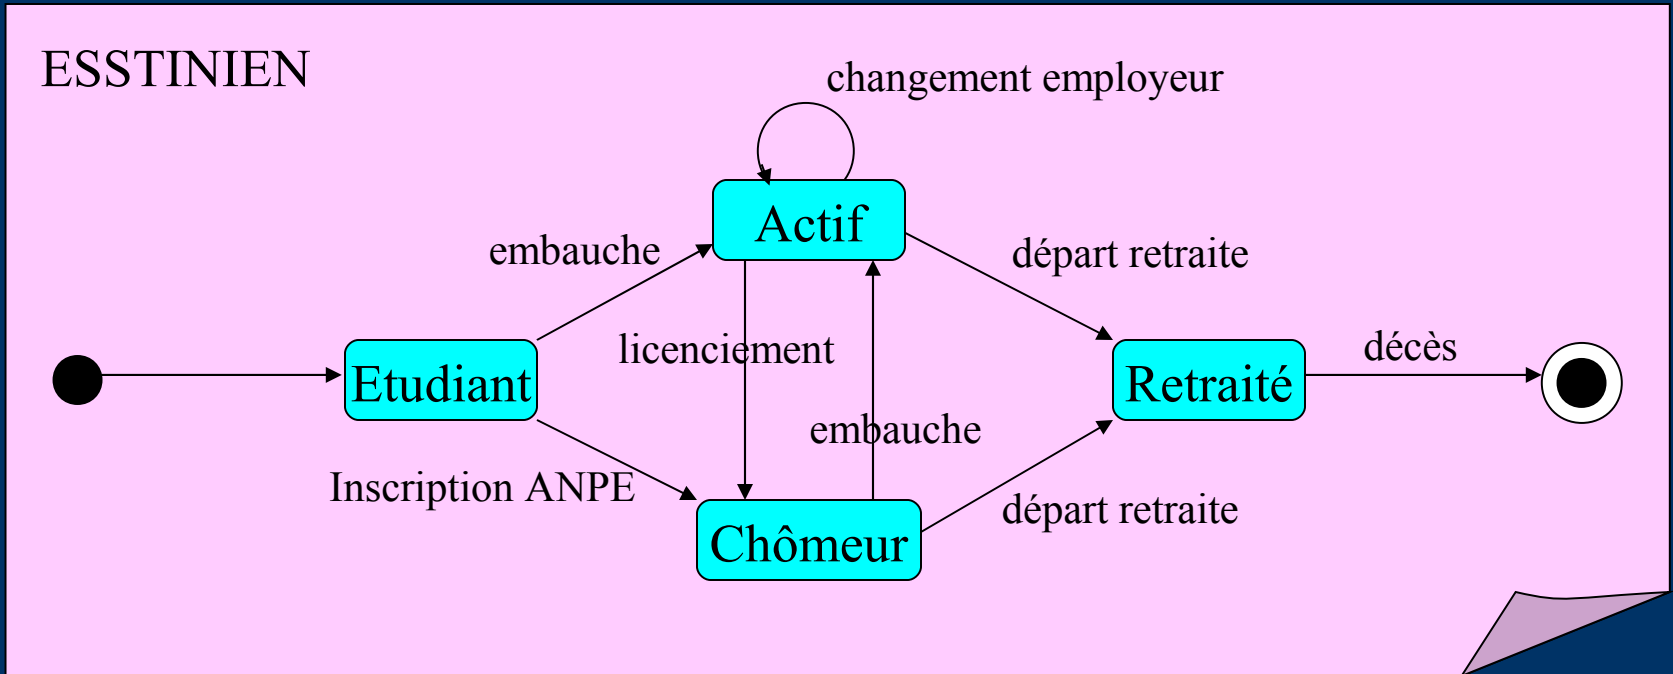 ESSTINIEN
changement employeur
Actif
embauche
départ retraite
licenciement
décès
Etudiant
Retraité
embauche
Inscription ANPE
départ retraite
Chômeur